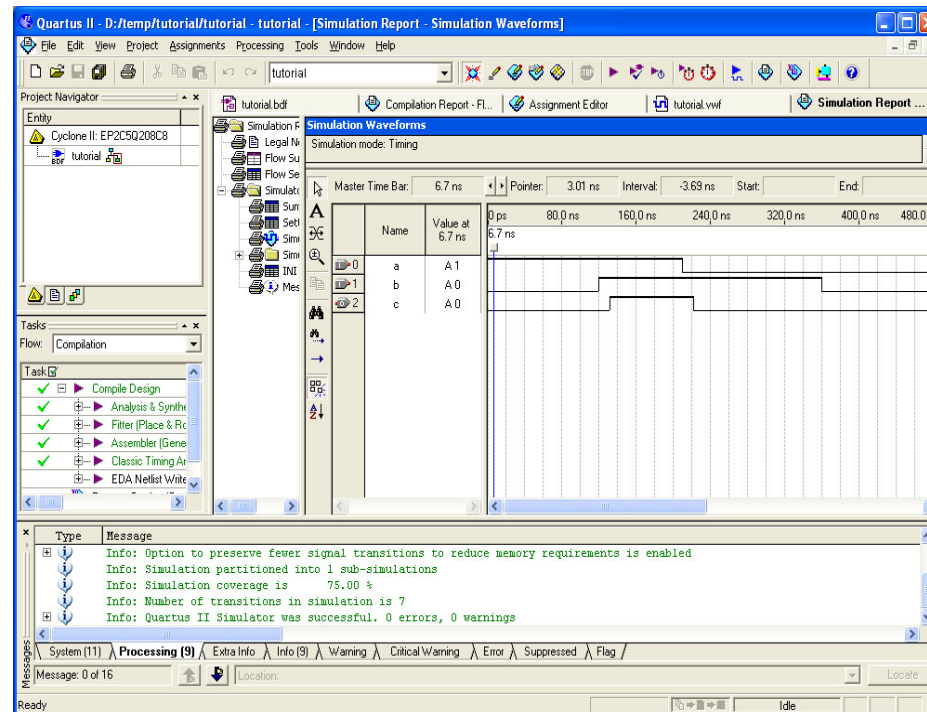 Quartus II - D:/temp/tutorial/tutorial - tutorial - [Simulation Report - Simulation Waveforms]
File Edit View Project Assignments Processing Tools Window Help
tutorial
Project Navigator
Entity
Cyclone II: EP2C5Q208C8
BDF tutorial
Tasks
Flow: Compilation
Task
Compile Design
Analysis & Synthe
Fitter (Place & Ro
Assembler (Gene
Classic Timing An
EDA Netlist Write
tutorial.bdf Compilation Report - Fl... Assignment Editor tutorial.vwf Simulation Report ...
Simulation R
Legal No
Flow Su
Flow Se
Simulato
Sum
Setti
Simu
Simu
INI
Mes
Simulation Waveforms
Simulation mode: Timing
Master Time Bar: 6.7 ns Pointer: 3.01 ns Interval: -3.69 ns Start: End:
Name Value at 6.7 ns
0 ps 80.0 ns 160.0 ns 240.0 ns 320.0 ns 400.0 ns 480.0
6.7 ns
0 a A 1
1 b A 0
2 c A 0
Type Message
Info: Option to preserve fewer signal transitions to reduce memory requirements is enabled
Info: Simulation partitioned into 1 sub-simulations
Info: Simulation coverage is 75.00 %
Info: Number of transitions in simulation is 7
Info: Quartus II Simulator was successful. 0 errors, 0 warnings
System (11) Processing (9) Extra Info Info (9) Warning Critical Warning Error Suppressed Flag
Messages
Message: 0 of 16 Location: Locate
Ready Idle